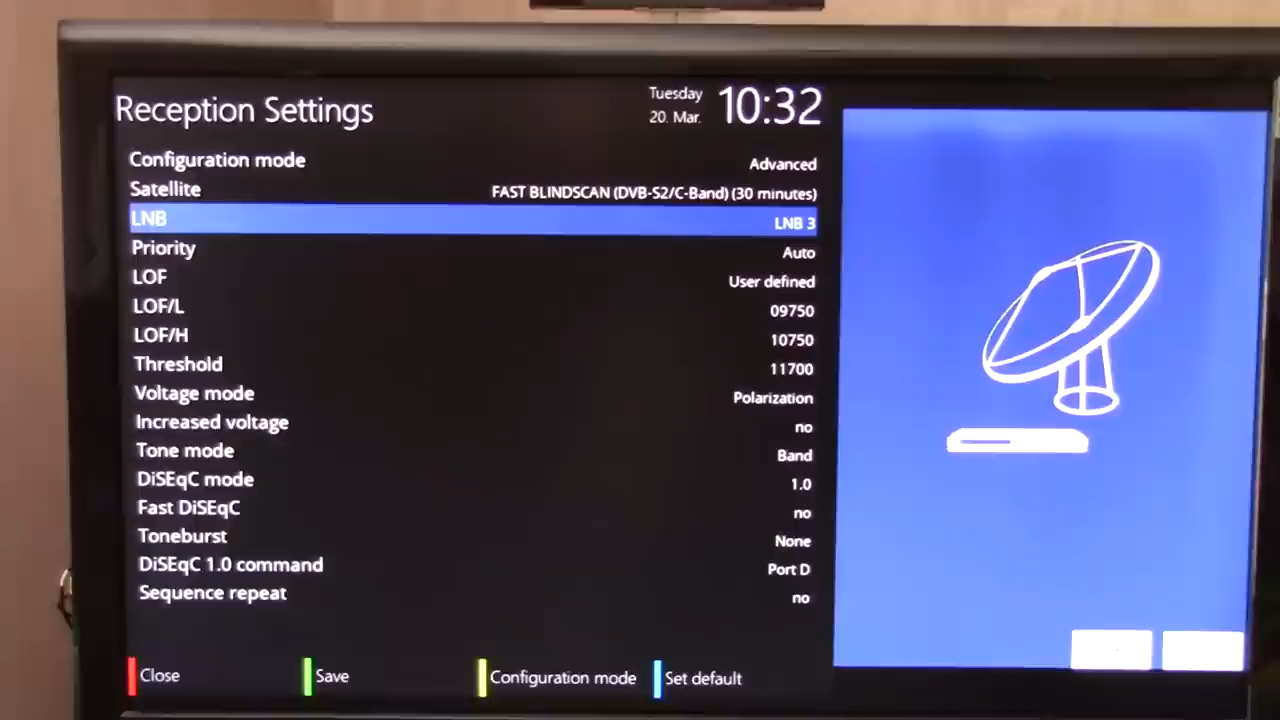 Reception Settings
Tuesday
20. Mar.
10:32
Configuration mode Advanced
Satellite FAST BLINDSCAN (DVB-S2/C-Band) (30 minutes)
LNB LNB 3
Priority Auto
LOF User defined
LOF/L 09750
LOF/H 10750
Threshold 11700
Voltage mode Polarization
Increased voltage no
Tone mode Band
DiSEqC mode 1.0
Fast DiSEqC no
Toneburst None
DiSEqC 1.0 command Port D
Sequence repeat no
Close Save Configuration mode Set default